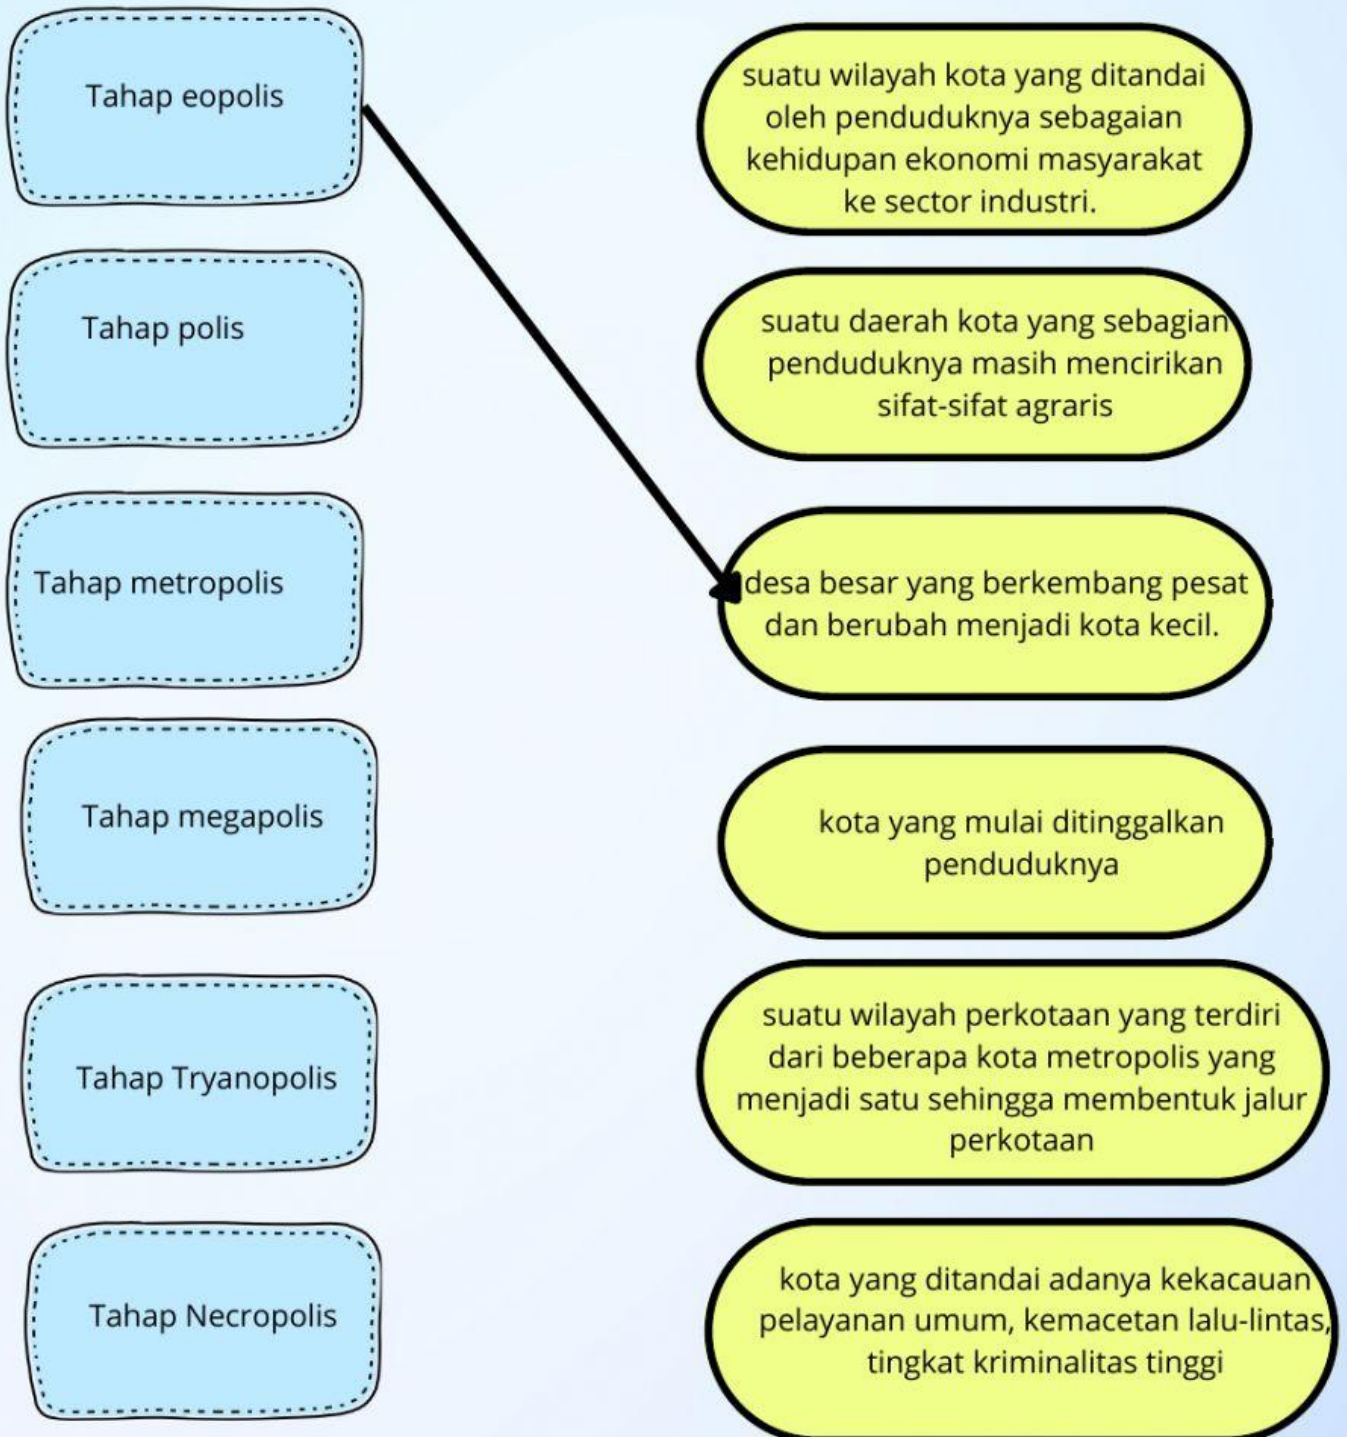 Tahap eopolis
suatu wilayah kota yang ditandai
oleh penduduknya sebagaian
kehidupan ekonomi masyarakat
ke sector industri.
Tahap polis
suatu daerah kota yang sebagian
penduduknya masih mencirikan
sifat-sifat agraris
Tahap metropolis
desa besar yang berkembang pesat
dan berubah menjadi kota kecil.
Tahap megapolis
kota yang mulai ditinggalkan
penduduknya
Tahap Tryanopolis
suatu wilayah perkotaan yang terdiri
dari beberapa kota metropolis yang
menjadi satu sehingga membentuk jalur
perkotaan
Tahap Necropolis
kota yang ditandai adanya kekacauan
pelayanan umum, kemacetan lalu-lintas,
tingkat kriminalitas tinggi